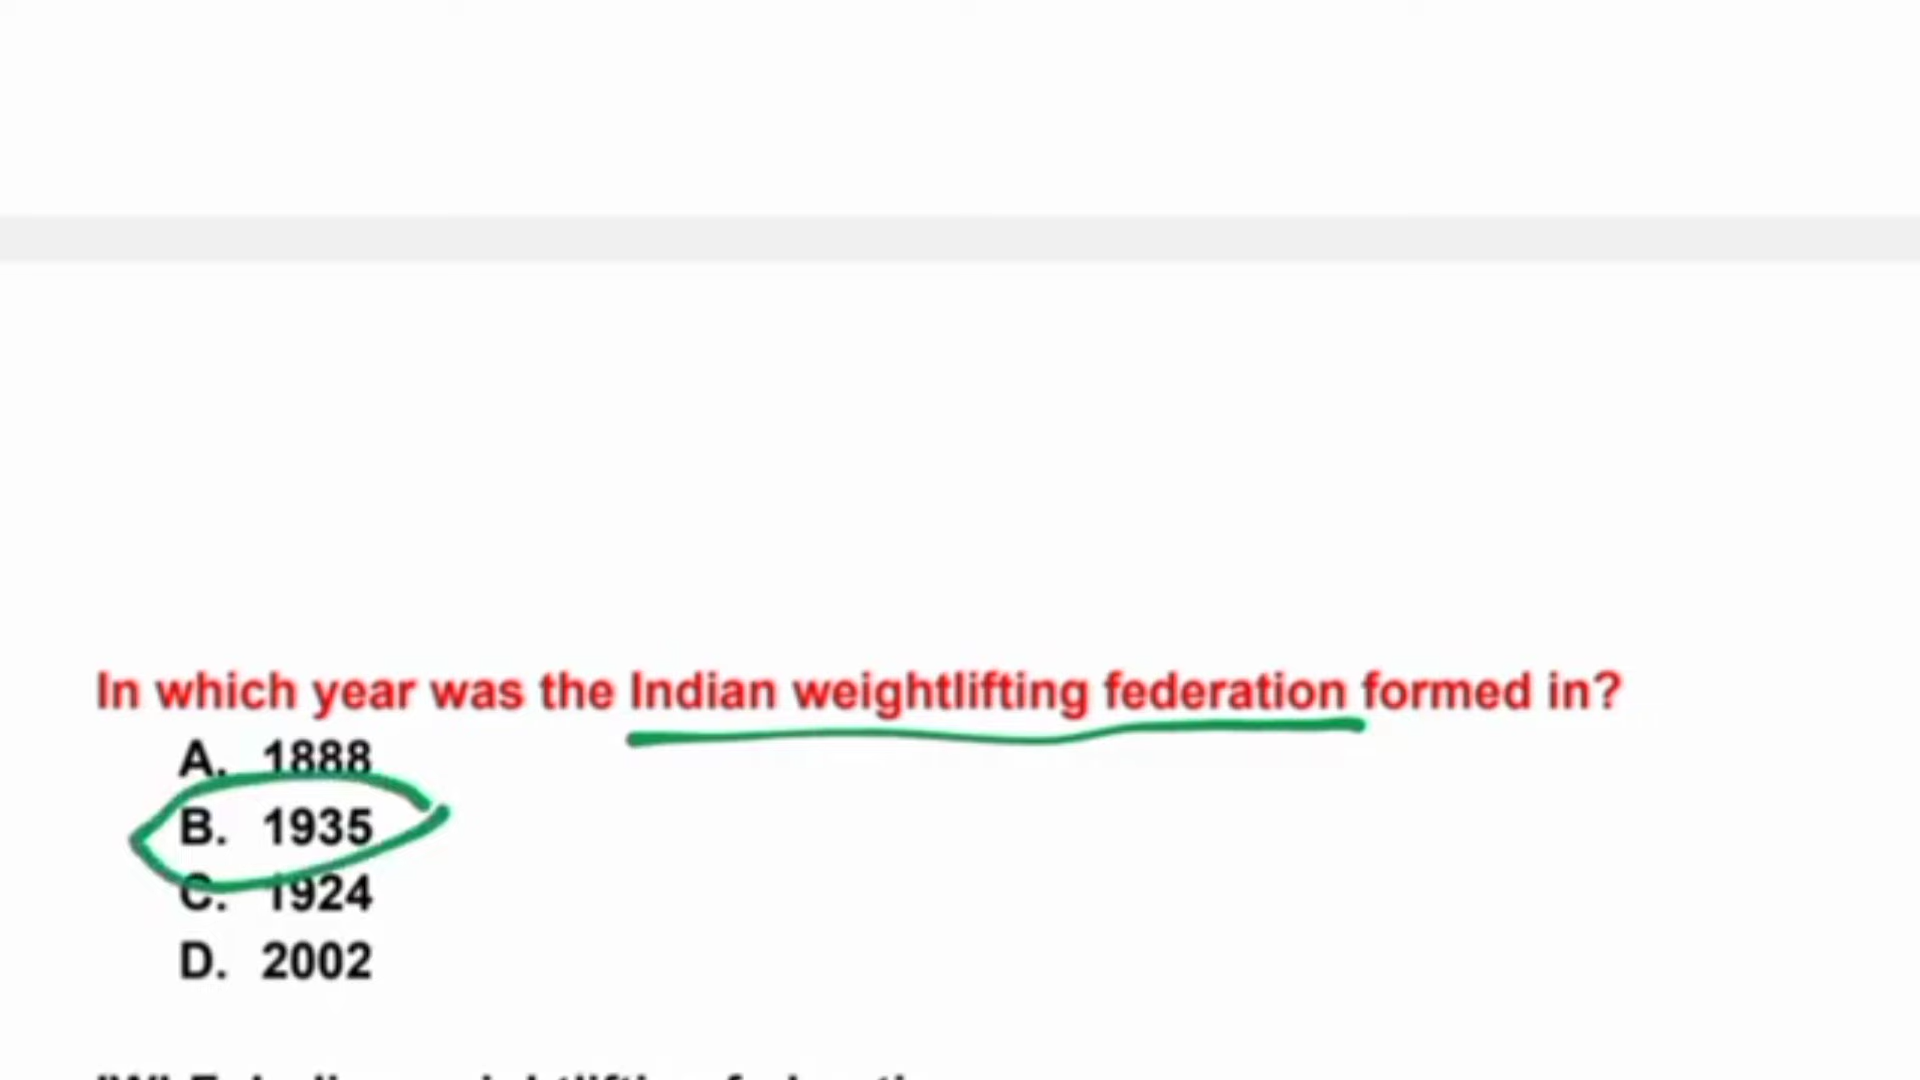 In which year was the Indian weightlifting federation formed in?
A. 1888
B. 1935
C. 1924
D. 2002